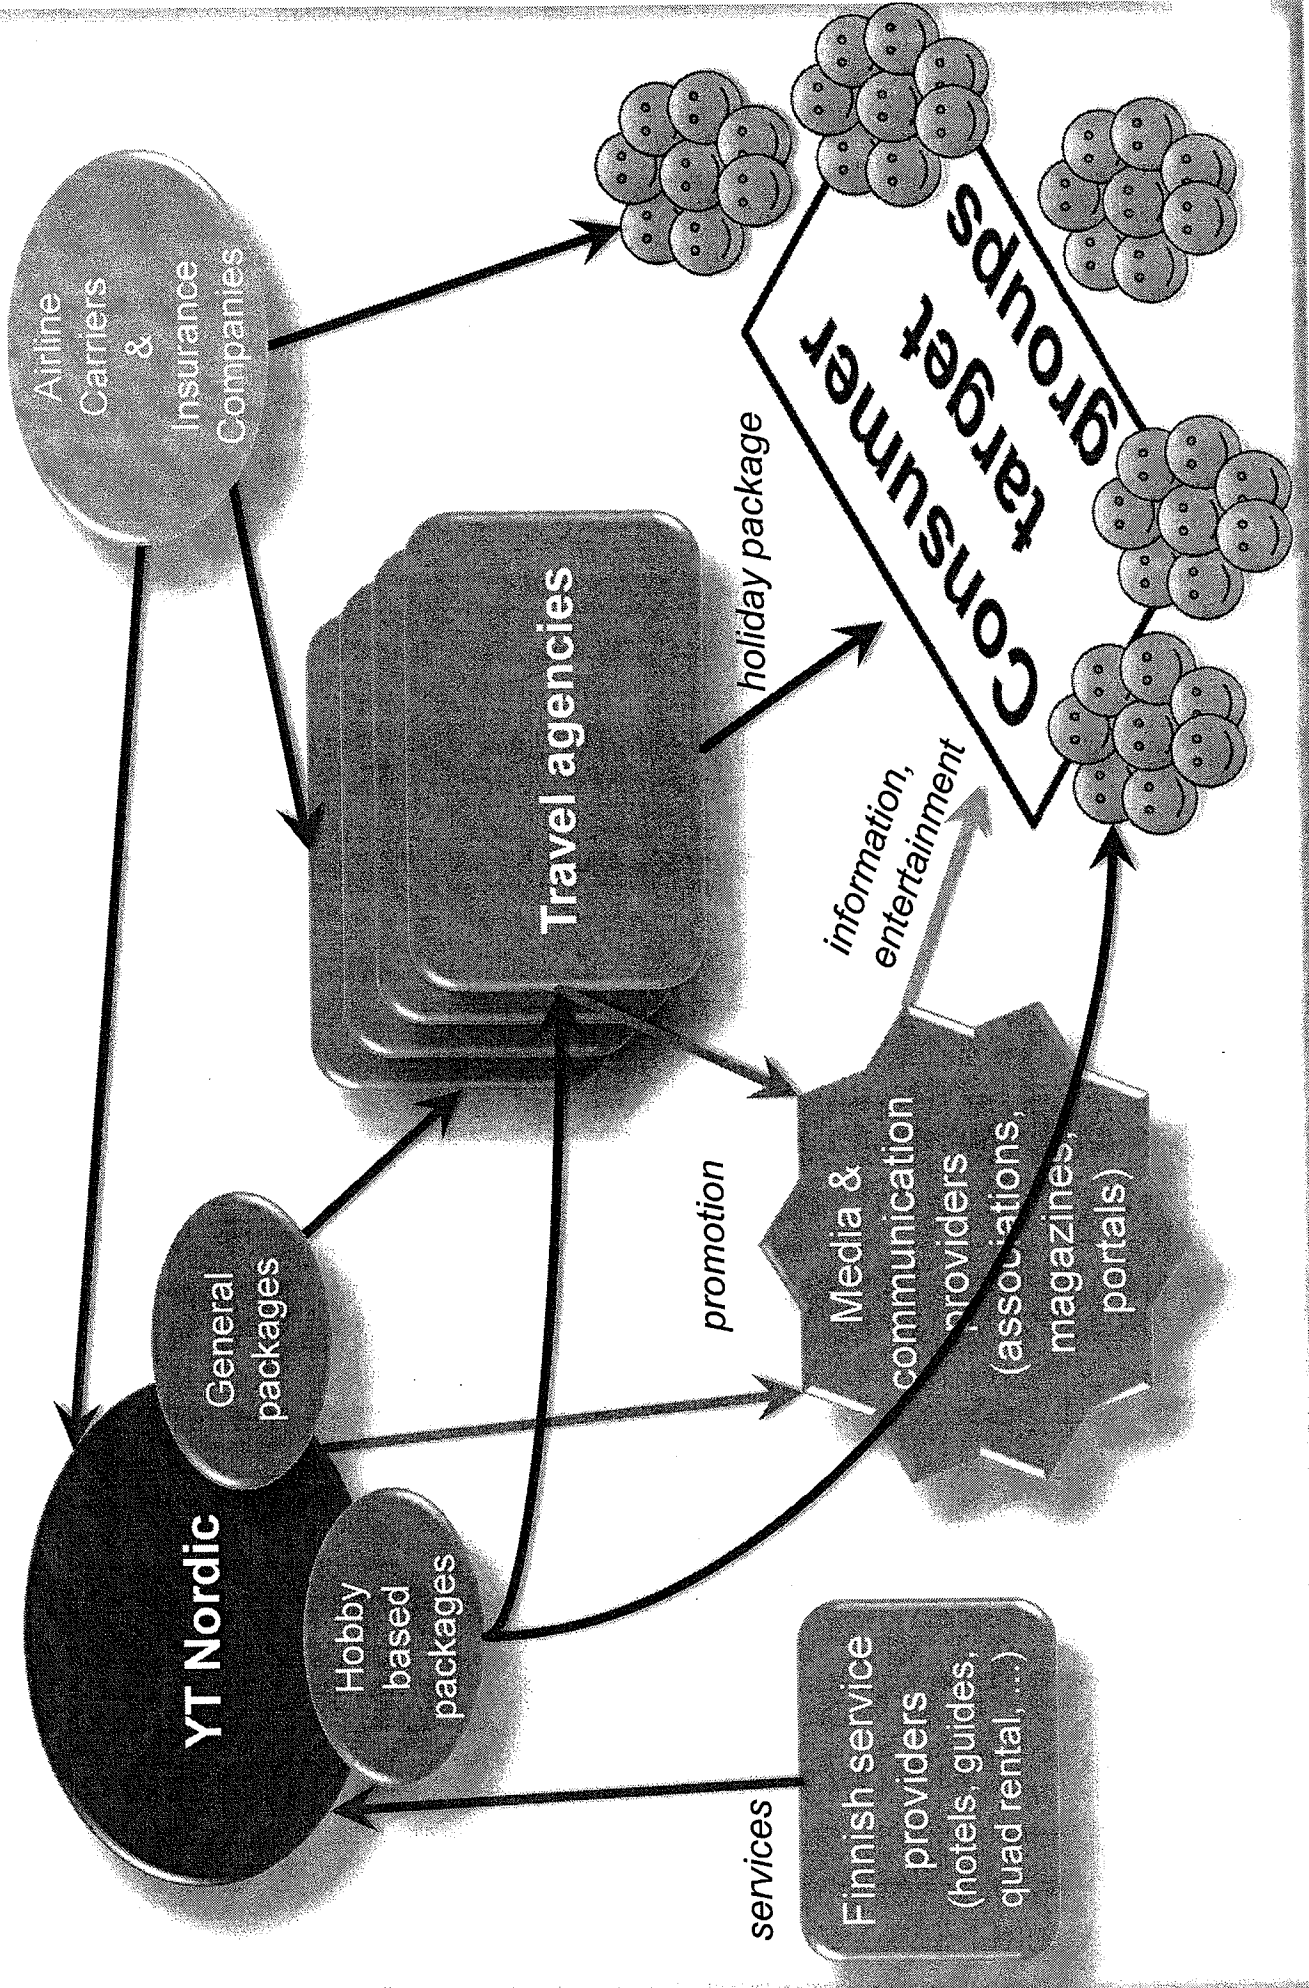 YT Nordic
General
packages
Hobby
based
packages
Airline
Carriers
&
Insurance
Companies
Travel agencies
holiday package
promotion
information,
entertainment
Consumer
target
groups
services
Finnish service
providers
(hotels, guides,
quad rental,...)
Media &
communication
providers
(associations,
magazines,
portals)